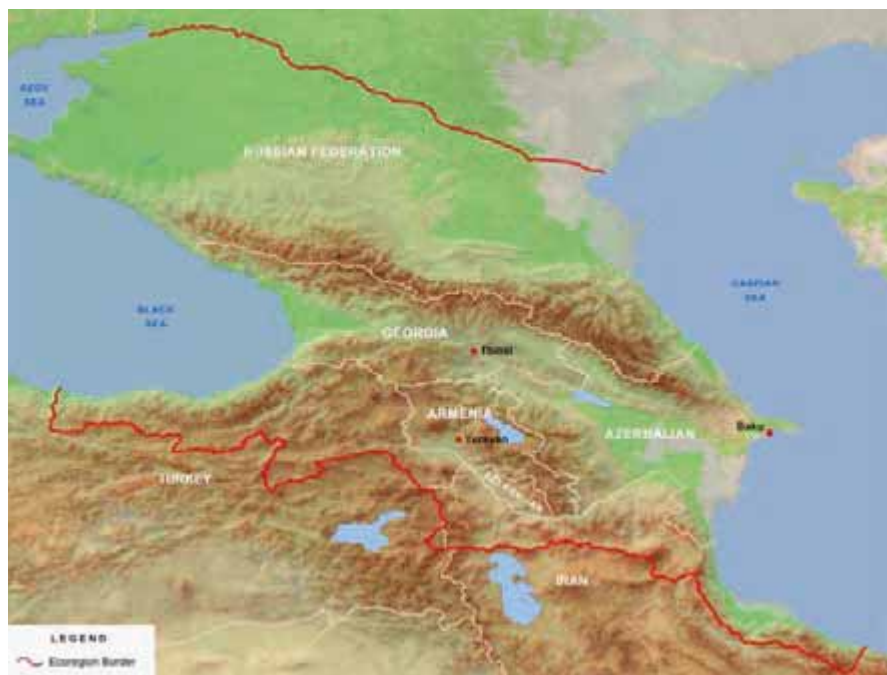 AZOV
SEA
RUSSIAN FEDERATION
BLACK
SEA
CASPIAN
SEA
GEORGIA
Tbilisi
ARMENIA
Yerevan
AZERBAIJAN
Baku
TURKEY
IRAN
LEGEND
Ecoregion Border